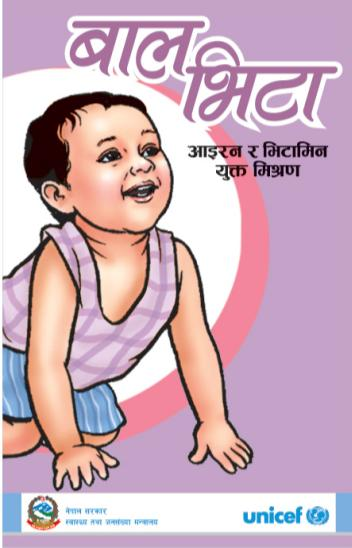 बाल
भिटा
आइरन र भिटामिन
युक्त मिश्रण
नेपाल सरकार
स्वास्थ्य तथा जनसंख्या मन्त्रालय
unicef